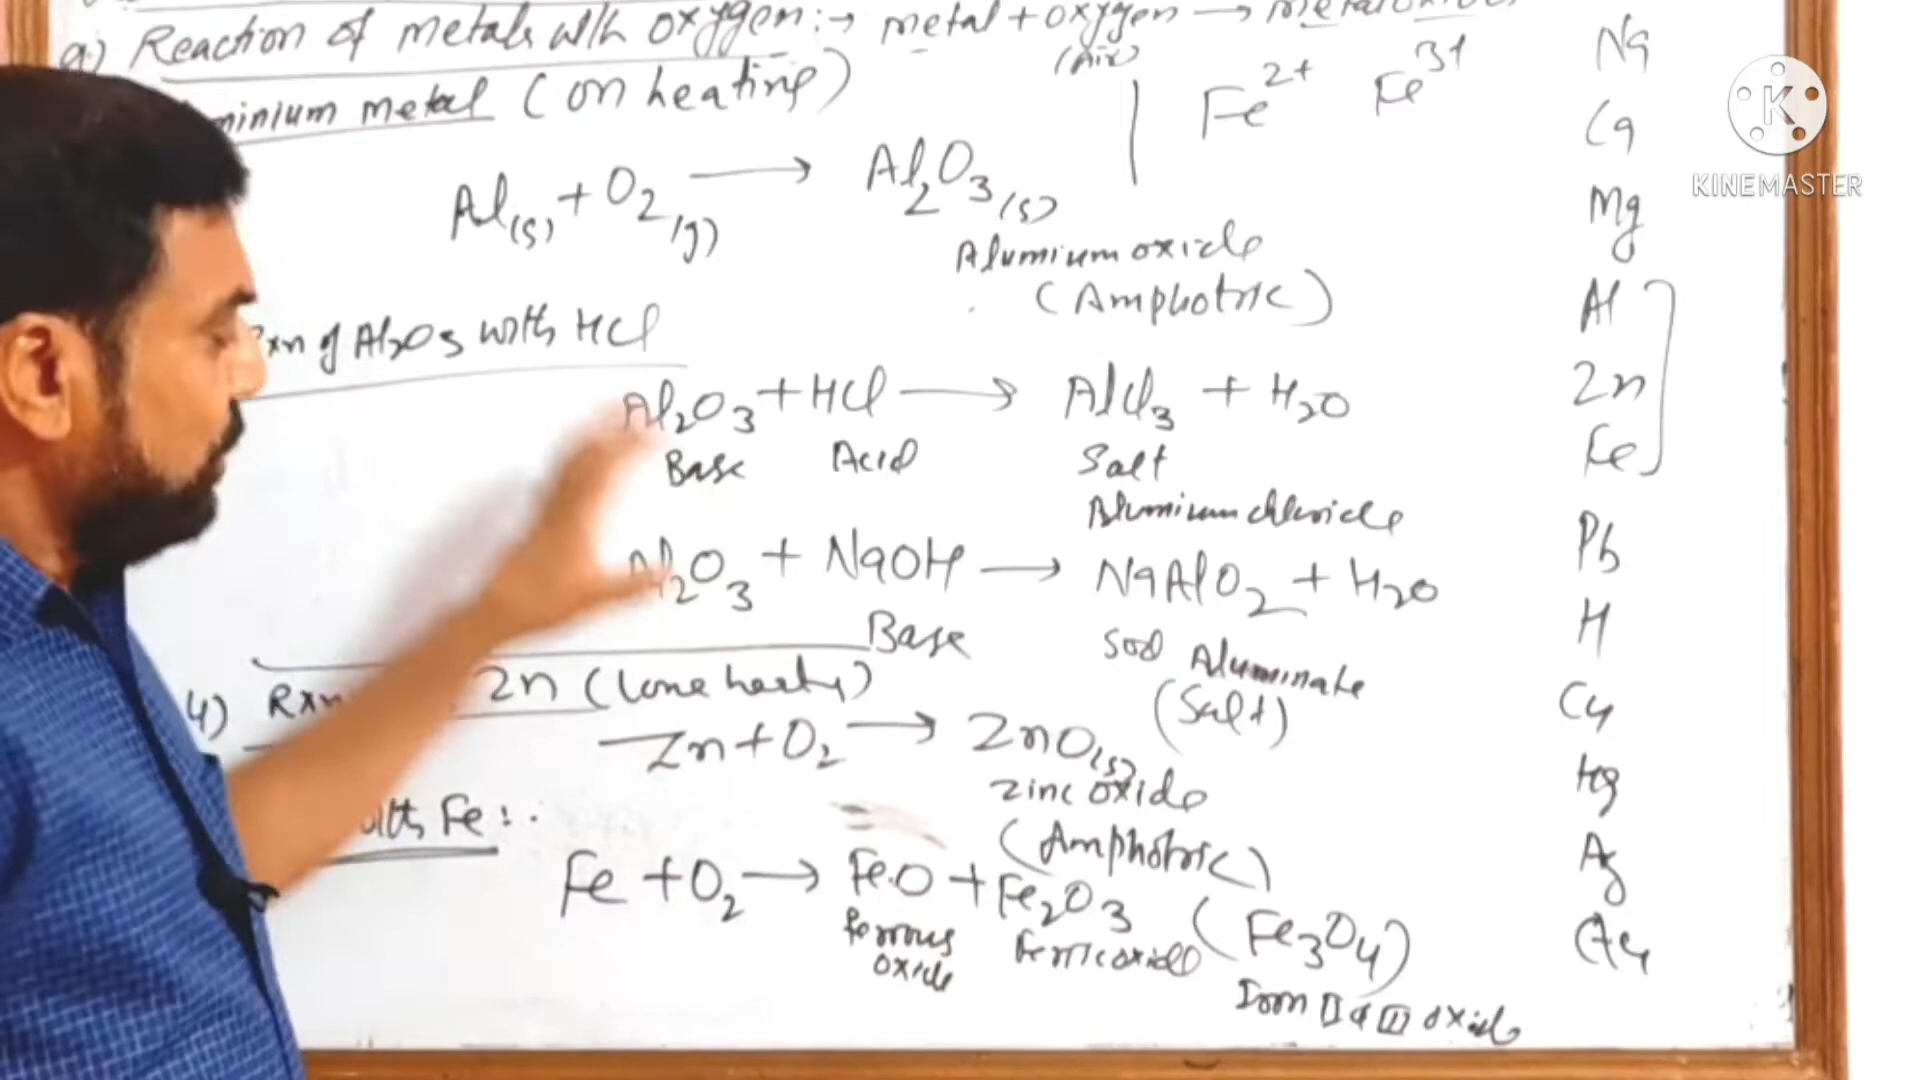 a) Reaction of metals with oxygen:→ metal + oxygen → metal
(Air)
minium metal (on heating)
Fe²⁺ Fe³⁺
Al(s) + O₂(g) → Al₂O₃(s)
Aluminium oxide
(Amphotric)
Rxn of Al₂O₃ with HCl
Al₂O₃ + HCl → AlCl₃ + H₂O
Base Acid Salt
Aluminium chloride
Al₂O₃ + NaOH → NaAlO₂ + H₂O
Base Sod Aluminate
(Salt)
4) Rxn Zn
Zn + O₂ → ZnO(s)
Zinc oxide
(Amphotric)
with Fe:.
Fe + O₂ → FeO + Fe₂O₃ (Fe₃O₄)
Ferrous oxide
Ferric oxide
Iron II & III oxide
Na
Ca
Mg
Al
Zn
Fe
Pb
H
Cu
Hg
Ag
Au
K
KINEMASTER